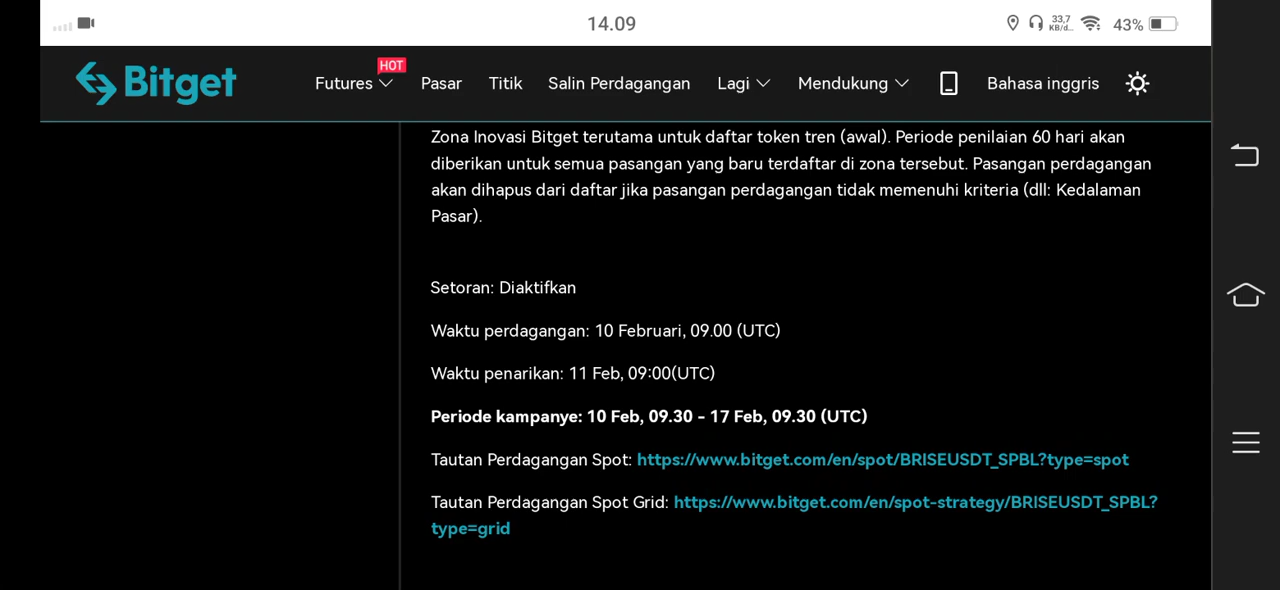 14.09
33,7
KB/d...
43%
Bitget
Futures
HOT
Pasar
Titik
Salin Perdagangan
Lagi
Mendukung
Bahasa inggris
Zona Inovasi Bitget terutama untuk daftar token tren (awal). Periode penilaian 60 hari akan
diberikan untuk semua pasangan yang baru terdaftar di zona tersebut. Pasangan perdagangan
akan dihapus dari daftar jika pasangan perdagangan tidak memenuhi kriteria (dll: Kedalaman
Pasar).
Setoran: Diaktifkan
Waktu perdagangan: 10 Februari, 09.00 (UTC)
Waktu penarikan: 11 Feb, 09:00(UTC)
Periode kampanye: 10 Feb, 09.30 - 17 Feb, 09.30 (UTC)
Tautan Perdagangan Spot: https://www.bitget.com/en/spot/BRISEUSDT_SPBL?type=spot
Tautan Perdagangan Spot Grid: https://www.bitget.com/en/spot-strategy/BRISEUSDT_SPBL?
type=grid